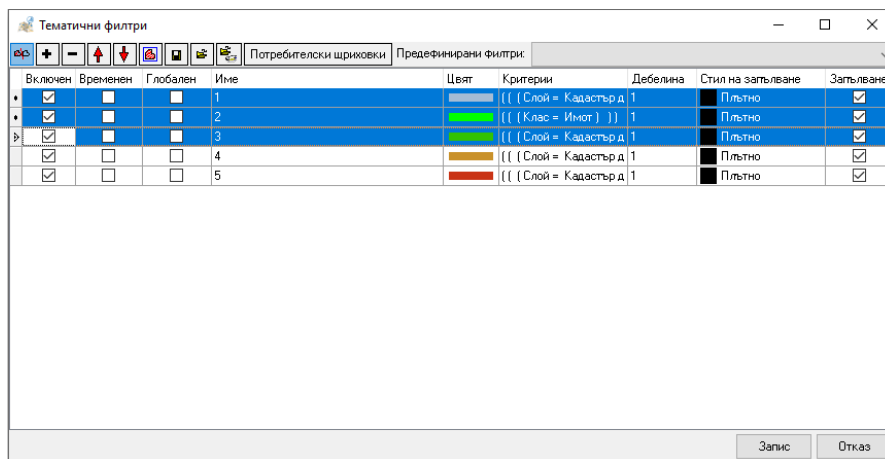 Тематични филтри
Потребителски щриховки Предефинирани филтри:
Включен Временен Глобален Име Цвят Критерии Дебелина Стил на запълване Запълване
1 ( ( ( Слой = Кадастър д 1 Плътно
2 ( ( ( Клас = Имот ) ) ) 1 Плътно
3 ( ( ( Слой = Кадастър д 1 Плътно
4 ( ( ( Слой = Кадастър д 1 Плътно
5 ( ( ( Слой = Кадастър д 1 Плътно
Запис Отказ